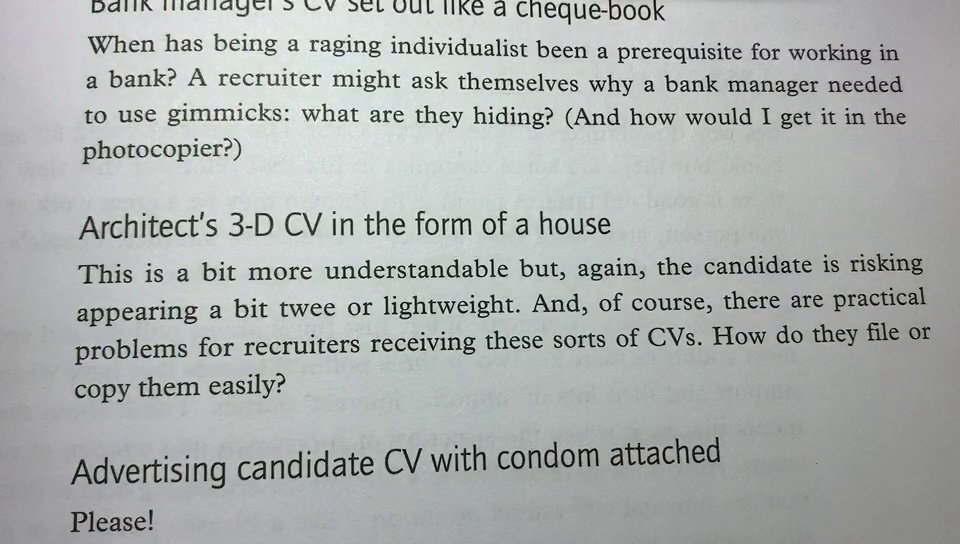 Bank manager's CV set out like a cheque-book
When has being a raging individualist been a prerequisite for working in
a bank? A recruiter might ask themselves why a bank manager needed
to use gimmicks: what are they hiding? (And how would I get it in the
photocopier?)
Architect's 3-D CV in the form of a house
This is a bit more understandable but, again, the candidate is risking
appearing a bit twee or lightweight. And, of course, there are practical
problems for recruiters receiving these sorts of CVs. How do they file or
copy them easily?
Advertising candidate CV with condom attached
Please!